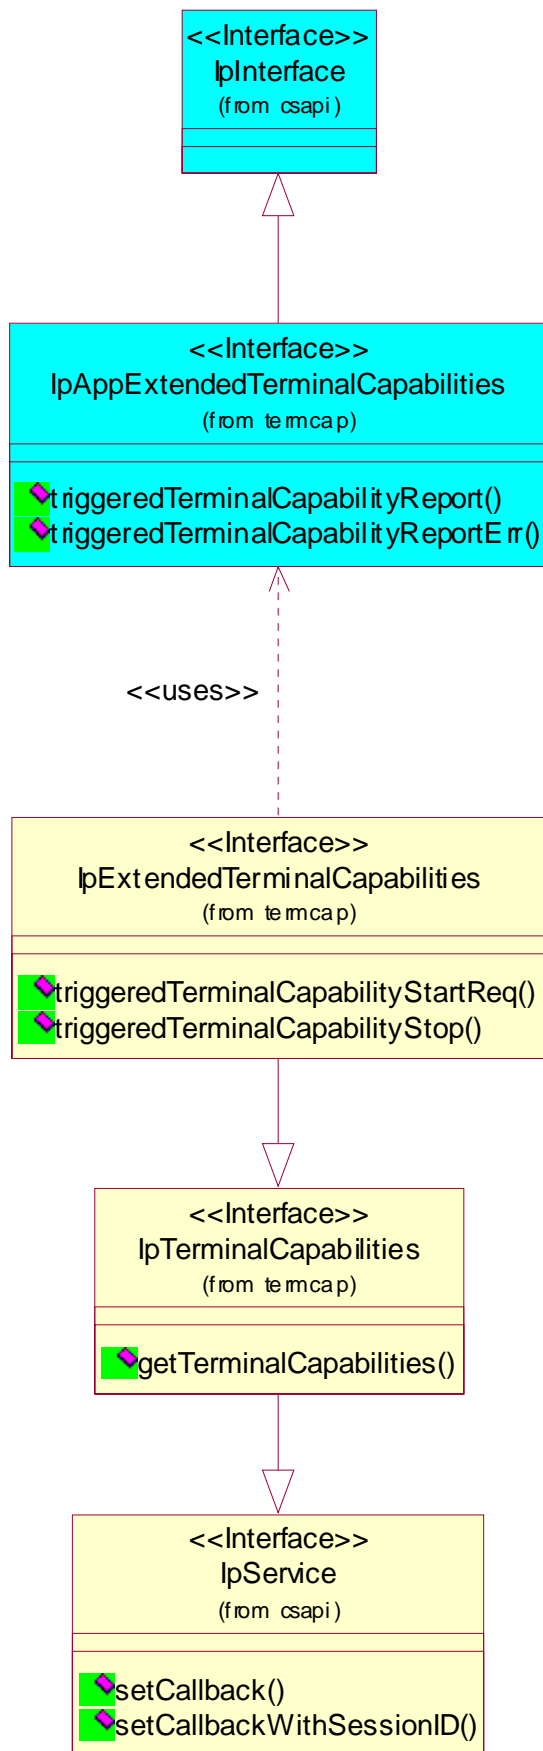 <<Interface>>
IpInterface
(from csapi)
<<Interface>>
IpAppExtendedTerminalCapabilities
(from termcap)
triggeredTerminalCapabilityReport()
triggeredTerminalCapabilityReportErr()
<<uses>>
<<Interface>>
IpExtendedTerminalCapabilities
(from termcap)
triggeredTerminalCapabilityStartReq()
triggeredTerminalCapabilityStop()
<<Interface>>
IpTerminalCapabilities
(from termcap)
getTerminalCapabilities()
<<Interface>>
IpService
(from csapi)
setCallback()
setCallbackWithSessionID()